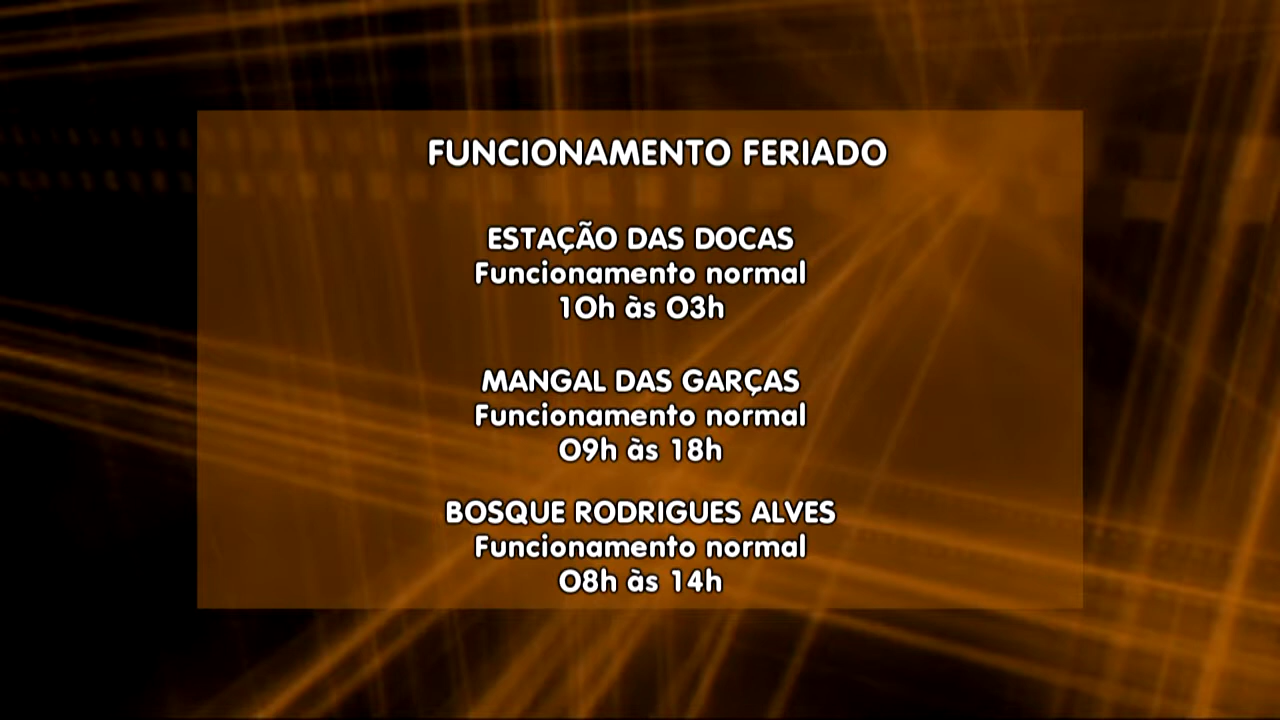 FUNCIONAMENTO FERIADO
ESTAÇÃO DAS DOCAS
Funcionamento normal
10h às 03h
MANGAL DAS GARÇAS
Funcionamento normal
09h às 18h
BOSQUE RODRIGUES ALVES
Funcionamento normal
08h às 14h